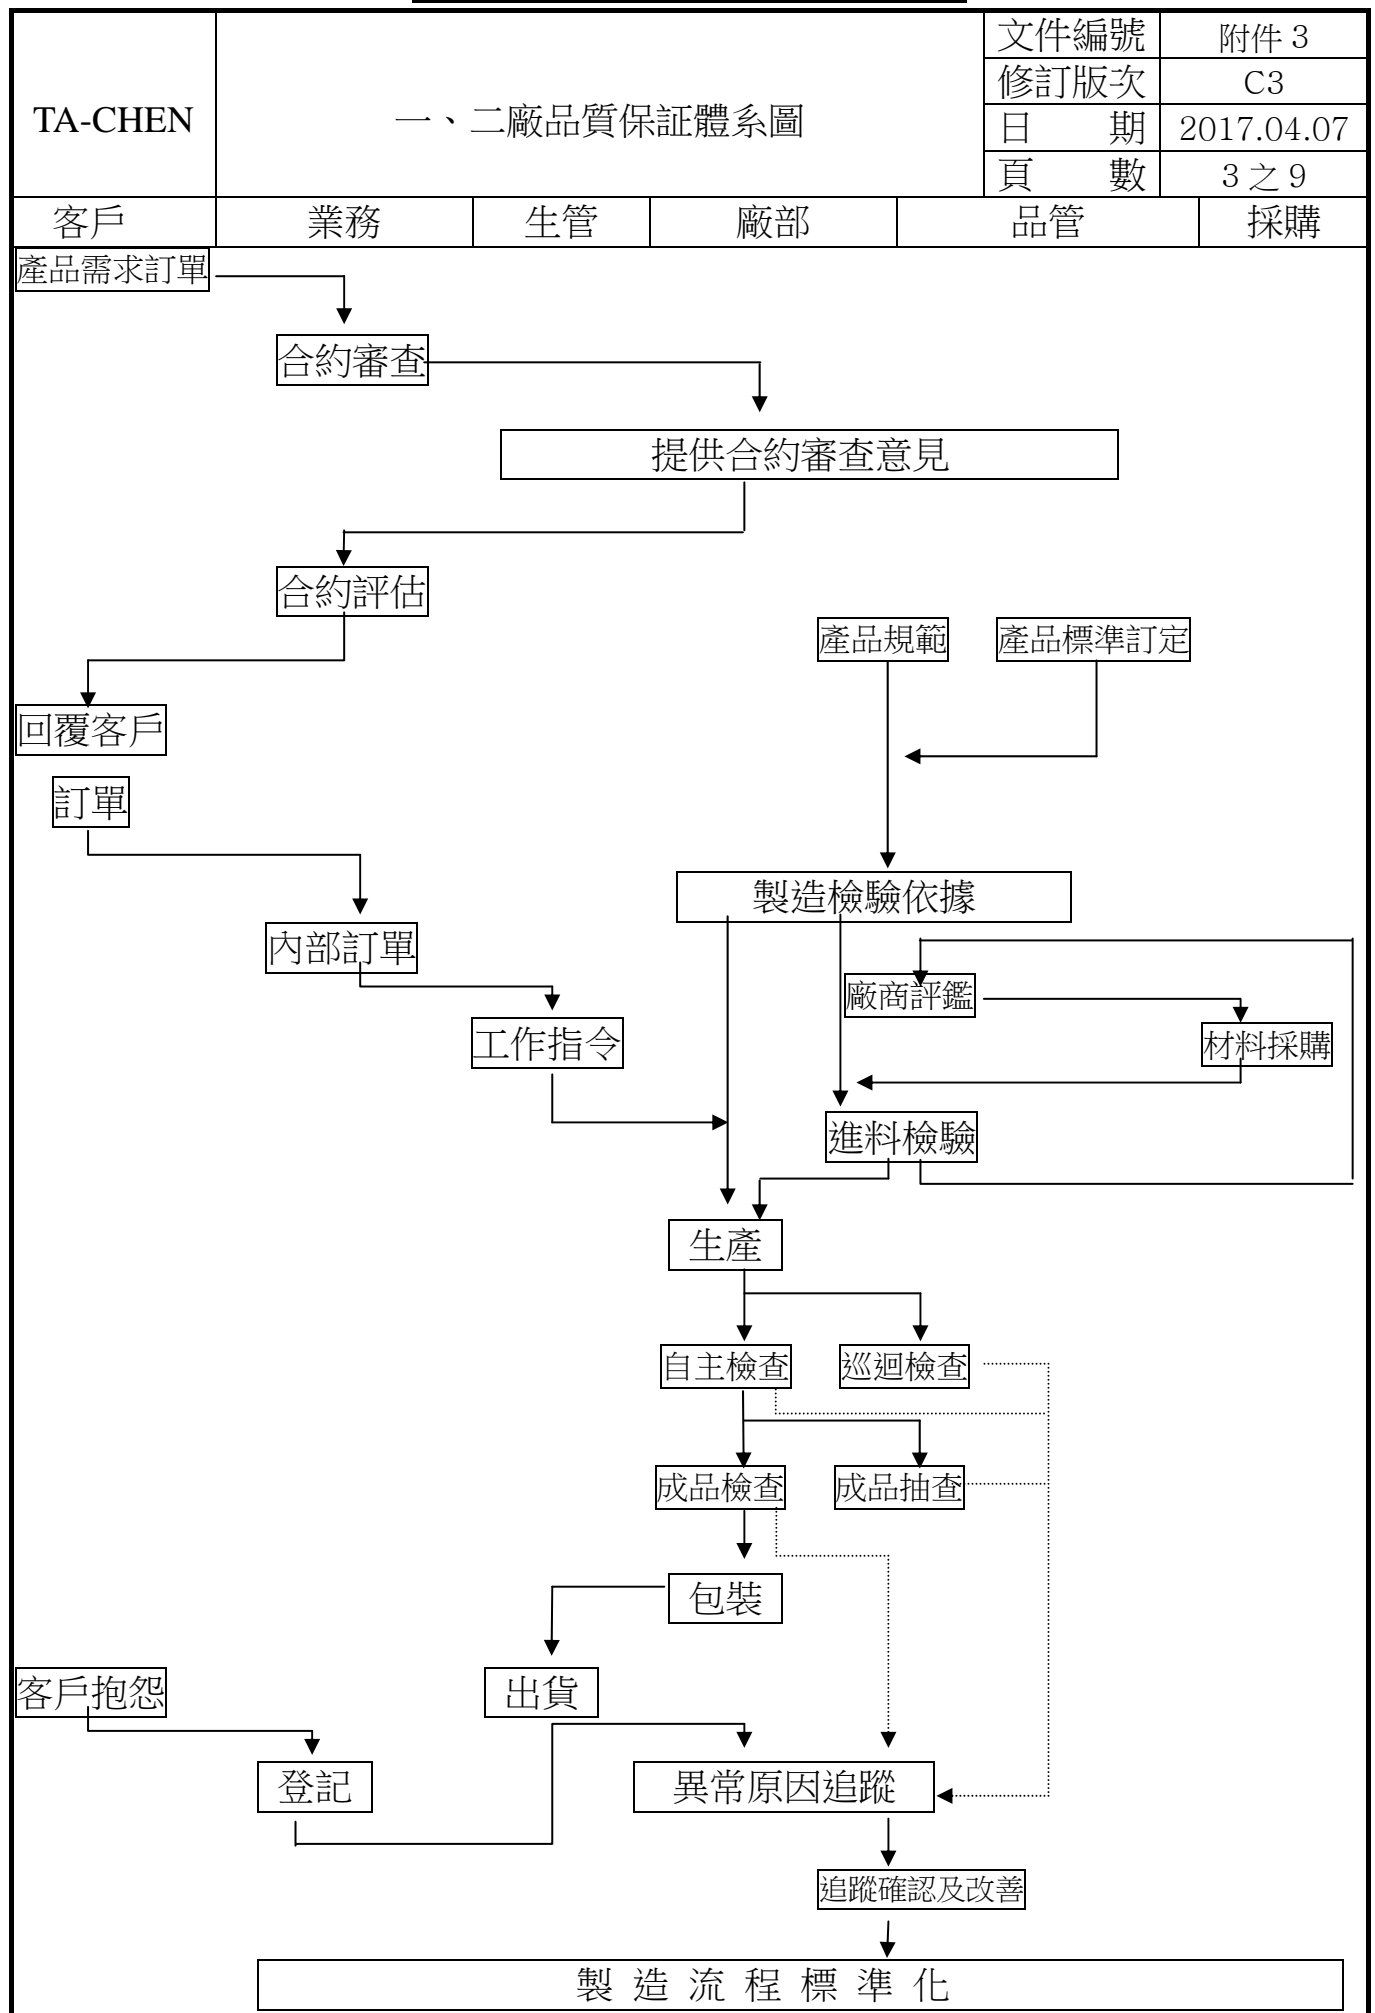 文件編號 附件 3
修訂版次 C3
TA-CHEN 一、二廠品質保証體系圖
日 期 2017.04.07
頁 數 3 之 9
客戶 業務 生管 廠部 品管 採購
產品需求訂單
合約審查
提供合約審查意見
合約評估
產品規範 產品標準訂定
回覆客戶
訂單
製造檢驗依據
內部訂單
廠商評鑑
工作指令 材料採購
進料檢驗
生產
自主檢查 巡迴檢查
成品檢查 成品抽查
包裝
客戶抱怨 出貨
登記 異常原因追蹤
追蹤確認及改善
製 造 流 程 標 準 化